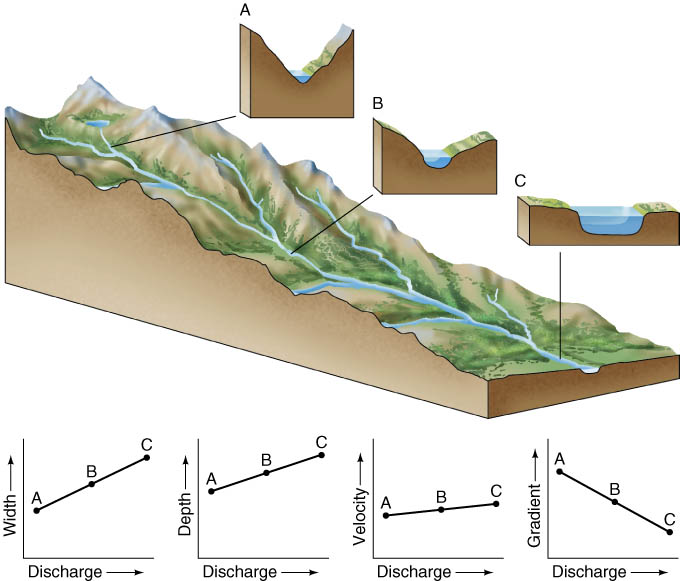 A
B
C
Width
A
B
C
Discharge
Depth
A
B
C
Discharge
Velocity
A
B
C
Discharge
Gradient
A
B
C
Discharge